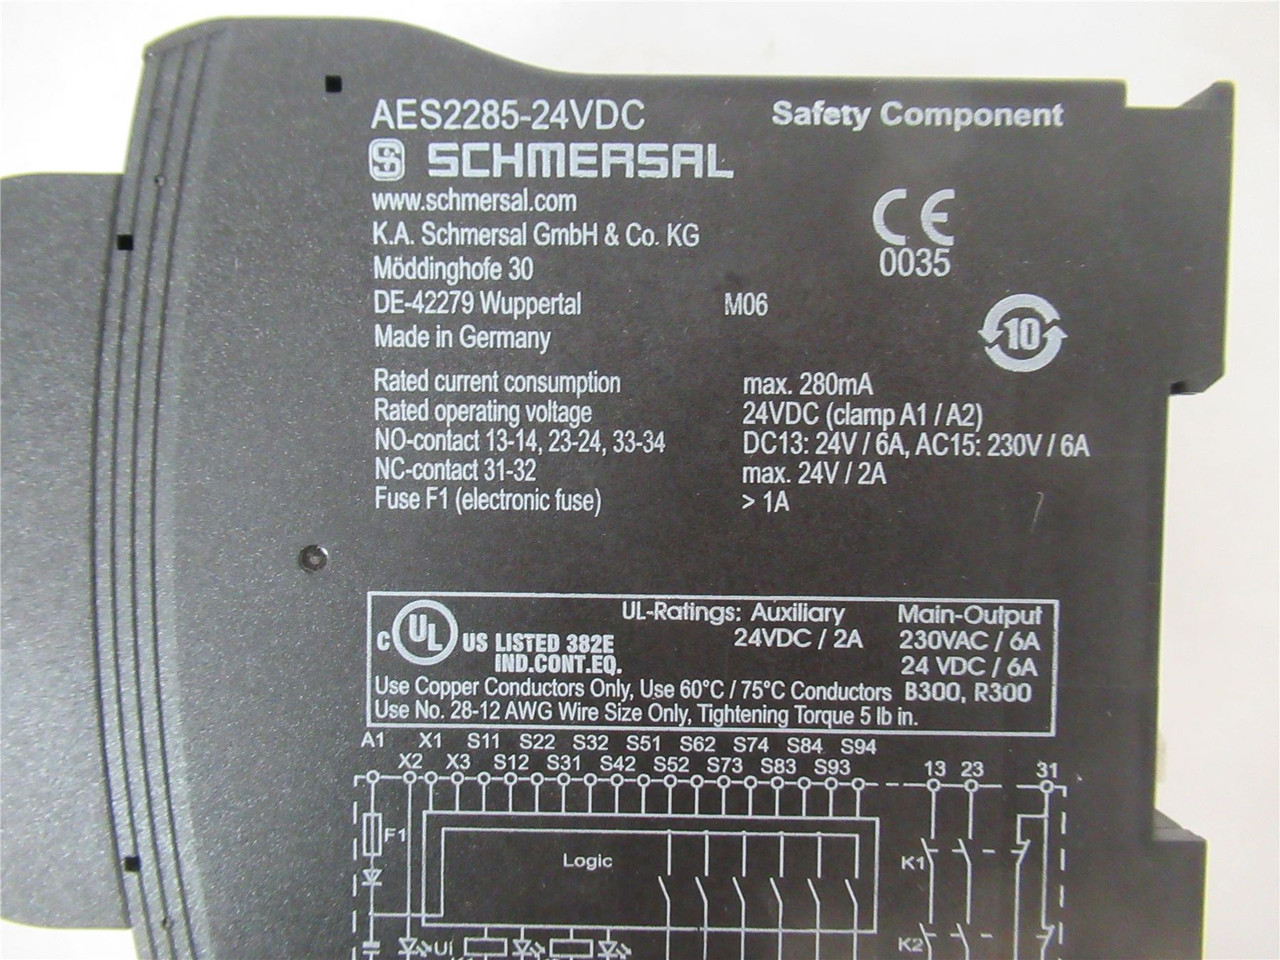 AES2285-24VDC Safety Component
SCHMERSAL
www.schmersal.com
K.A. Schmersal GmbH & Co. KG
CE
0035
Möddinghofe 30
DE-42279 Wuppertal M06
Made in Germany
10
Rated current consumption max. 280mA
Rated operating voltage 24VDC (clamp A1 / A2)
NO-contact 13-14, 23-24, 33-34 DC13: 24V / 6A, AC15: 230V / 6A
NC-contact 31-32 max. 24V / 2A
Fuse F1 (electronic fuse) > 1A
UL-Ratings: Auxiliary Main-Output
C UL US LISTED 382E 24VDC / 2A 230VAC / 6A
IND.CONT.EQ. 24 VDC / 6A
Use Copper Conductors Only, Use 60°C / 75°C Conductors B300, R300
Use No. 28-12 AWG Wire Size Only, Tightening Torque 5 lb in.
A1 X1 S11 S22 S32 S51 S62 S74 S84 S94
X2 X3 S12 S31 S42 S52 S73 S83 S93 13 23 31
F1
Logic K1
Ui K2